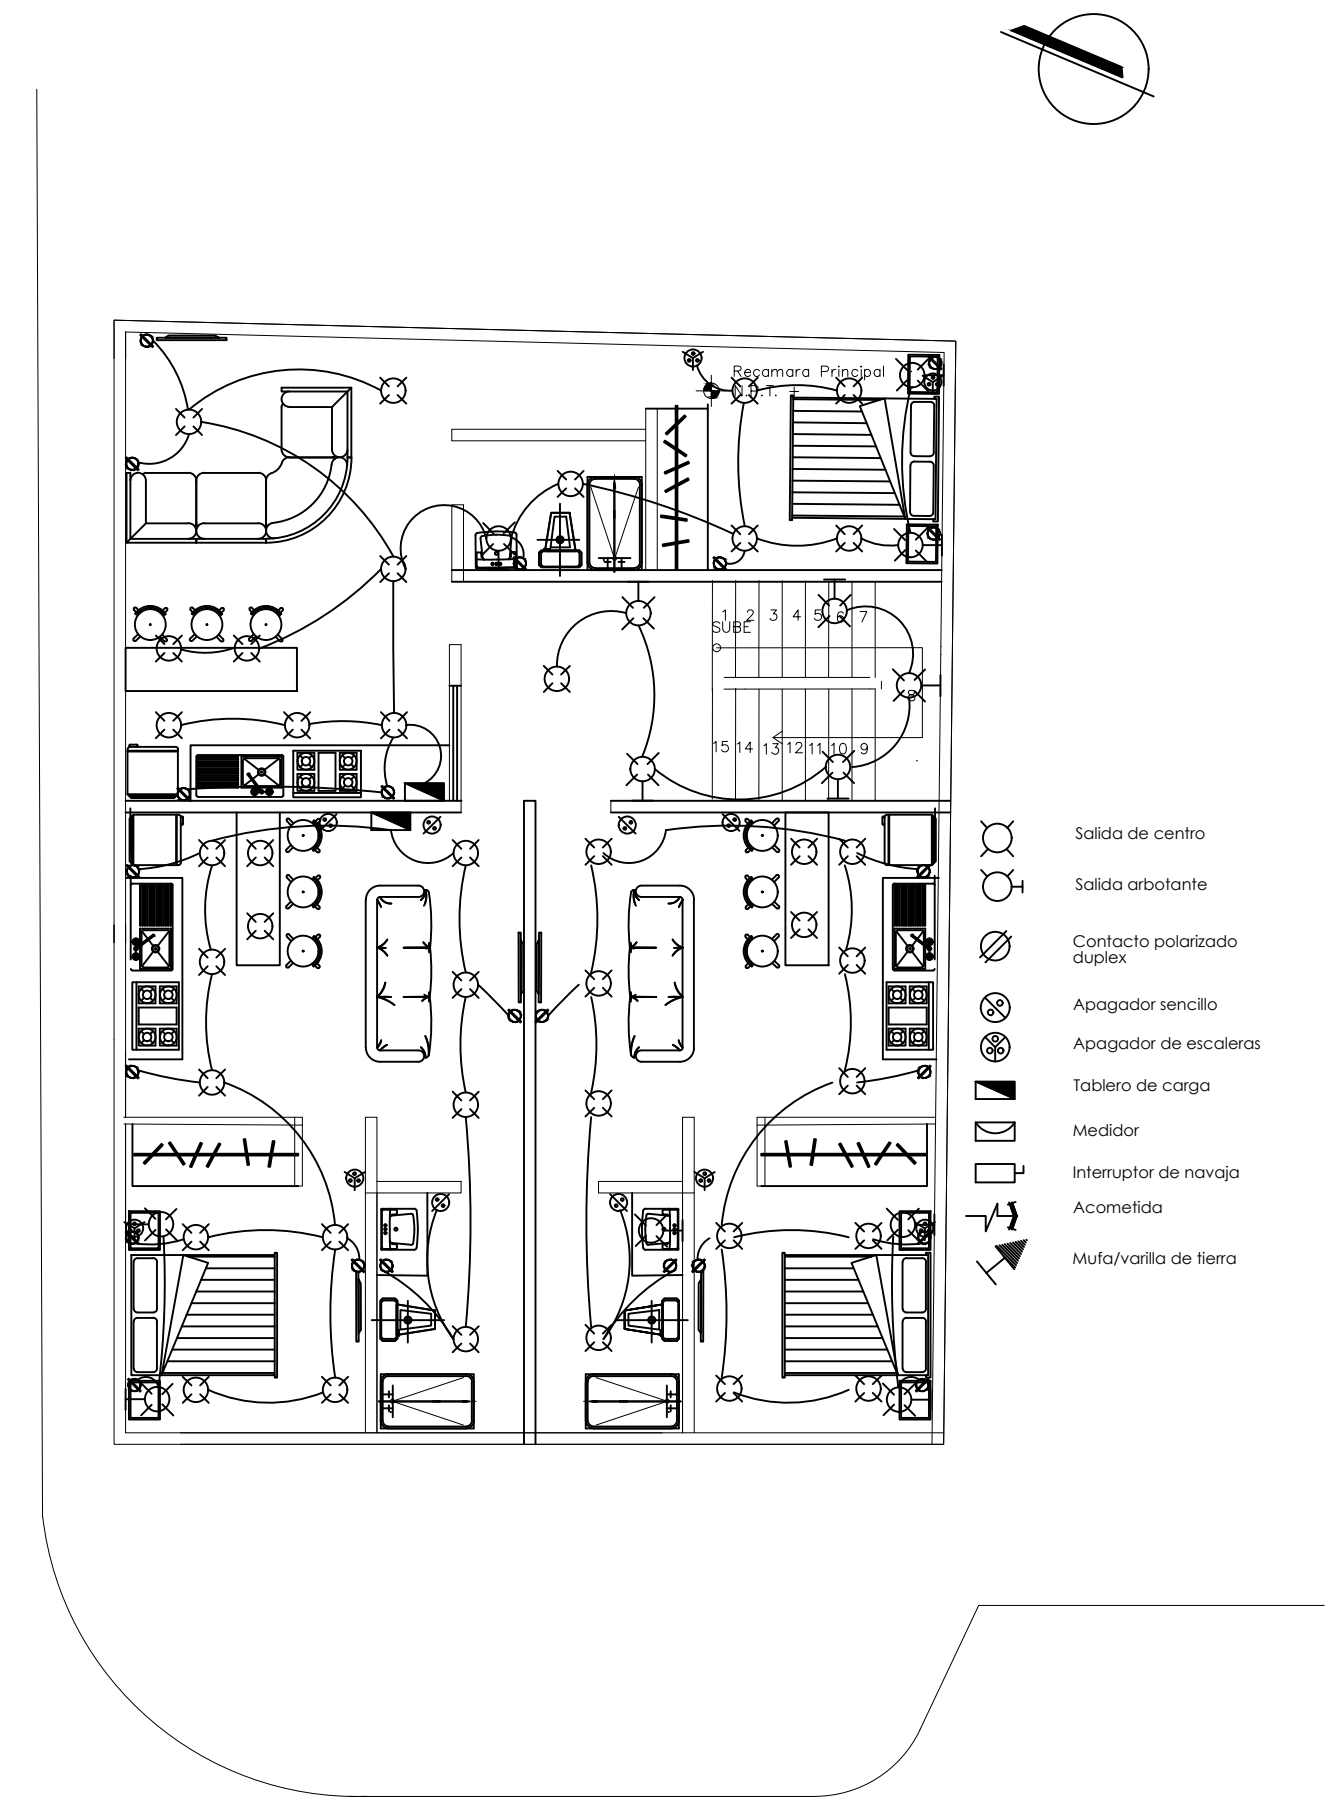 Recamara Principal
N.P.T. +
1 2 3 4 5 6 7
SUBE
8
15 14 13 12 11 10 9
Salida de centro
Salida arbotante
Contacto polarizado
duplex
Apagador sencillo
Apagador de escaleras
Tablero de carga
Medidor
Interruptor de navaja
Acometida
Mufa/varilla de tierra